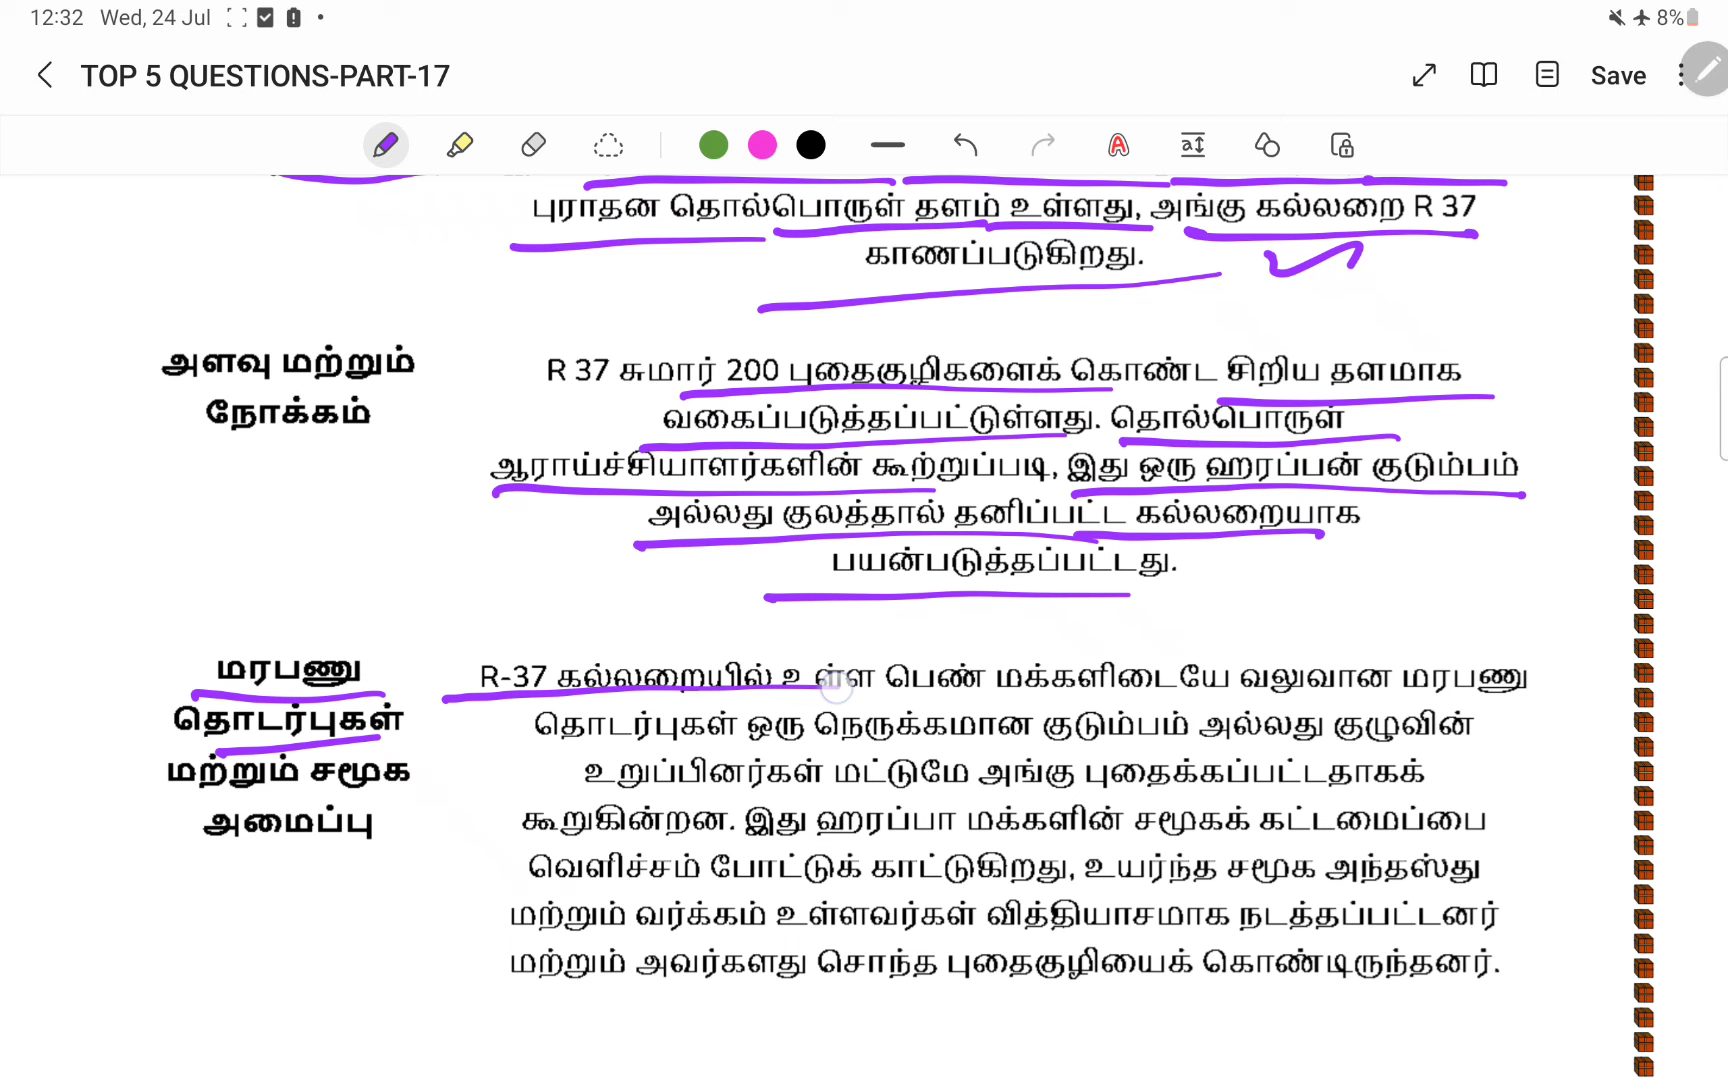 12:32 Wed, 24 Jul
8%
TOP 5 QUESTIONS-PART-17
Save
புராதன தொல்பொருள் தளம் உள்ளது, அங்கு கல்லறை R 37
காணப்படுகிறது.
அளவு மற்றும்
நோக்கம்
R 37 சுமார் 200 புதைகுழிகளைக் கொண்ட சிறிய தளமாக
வகைப்படுத்தப்பட்டுள்ளது. தொல்பொருள்
ஆராய்ச்சியாளர்களின் கூற்றுப்படி, இது ஒரு ஹரப்பன் குடும்பம்
அல்லது குலத்தால் தனிப்பட்ட கல்லறையாக
பயன்படுத்தப்பட்டது.
மரபணு
தொடர்புகள்
மற்றும் சமூக
அமைப்பு
R-37 கல்லறையில் உள்ள பெண் மக்களிடையே வலுவான மரபணு
தொடர்புகள் ஒரு நெருக்கமான குடும்பம் அல்லது குழுவின்
உறுப்பினர்கள் மட்டுமே அங்கு புதைக்கப்பட்டதாகக்
கூறுகின்றன. இது ஹரப்பா மக்களின் சமூகக் கட்டமைப்பை
வெளிச்சம் போட்டுக் காட்டுகிறது, உயர்ந்த சமூக அந்தஸ்து
மற்றும் வர்க்கம் உள்ளவர்கள் வித்தியாசமாக நடத்தப்பட்டனர்
மற்றும் அவர்களது சொந்த புதைகுழியைக் கொண்டிருந்தனர்.